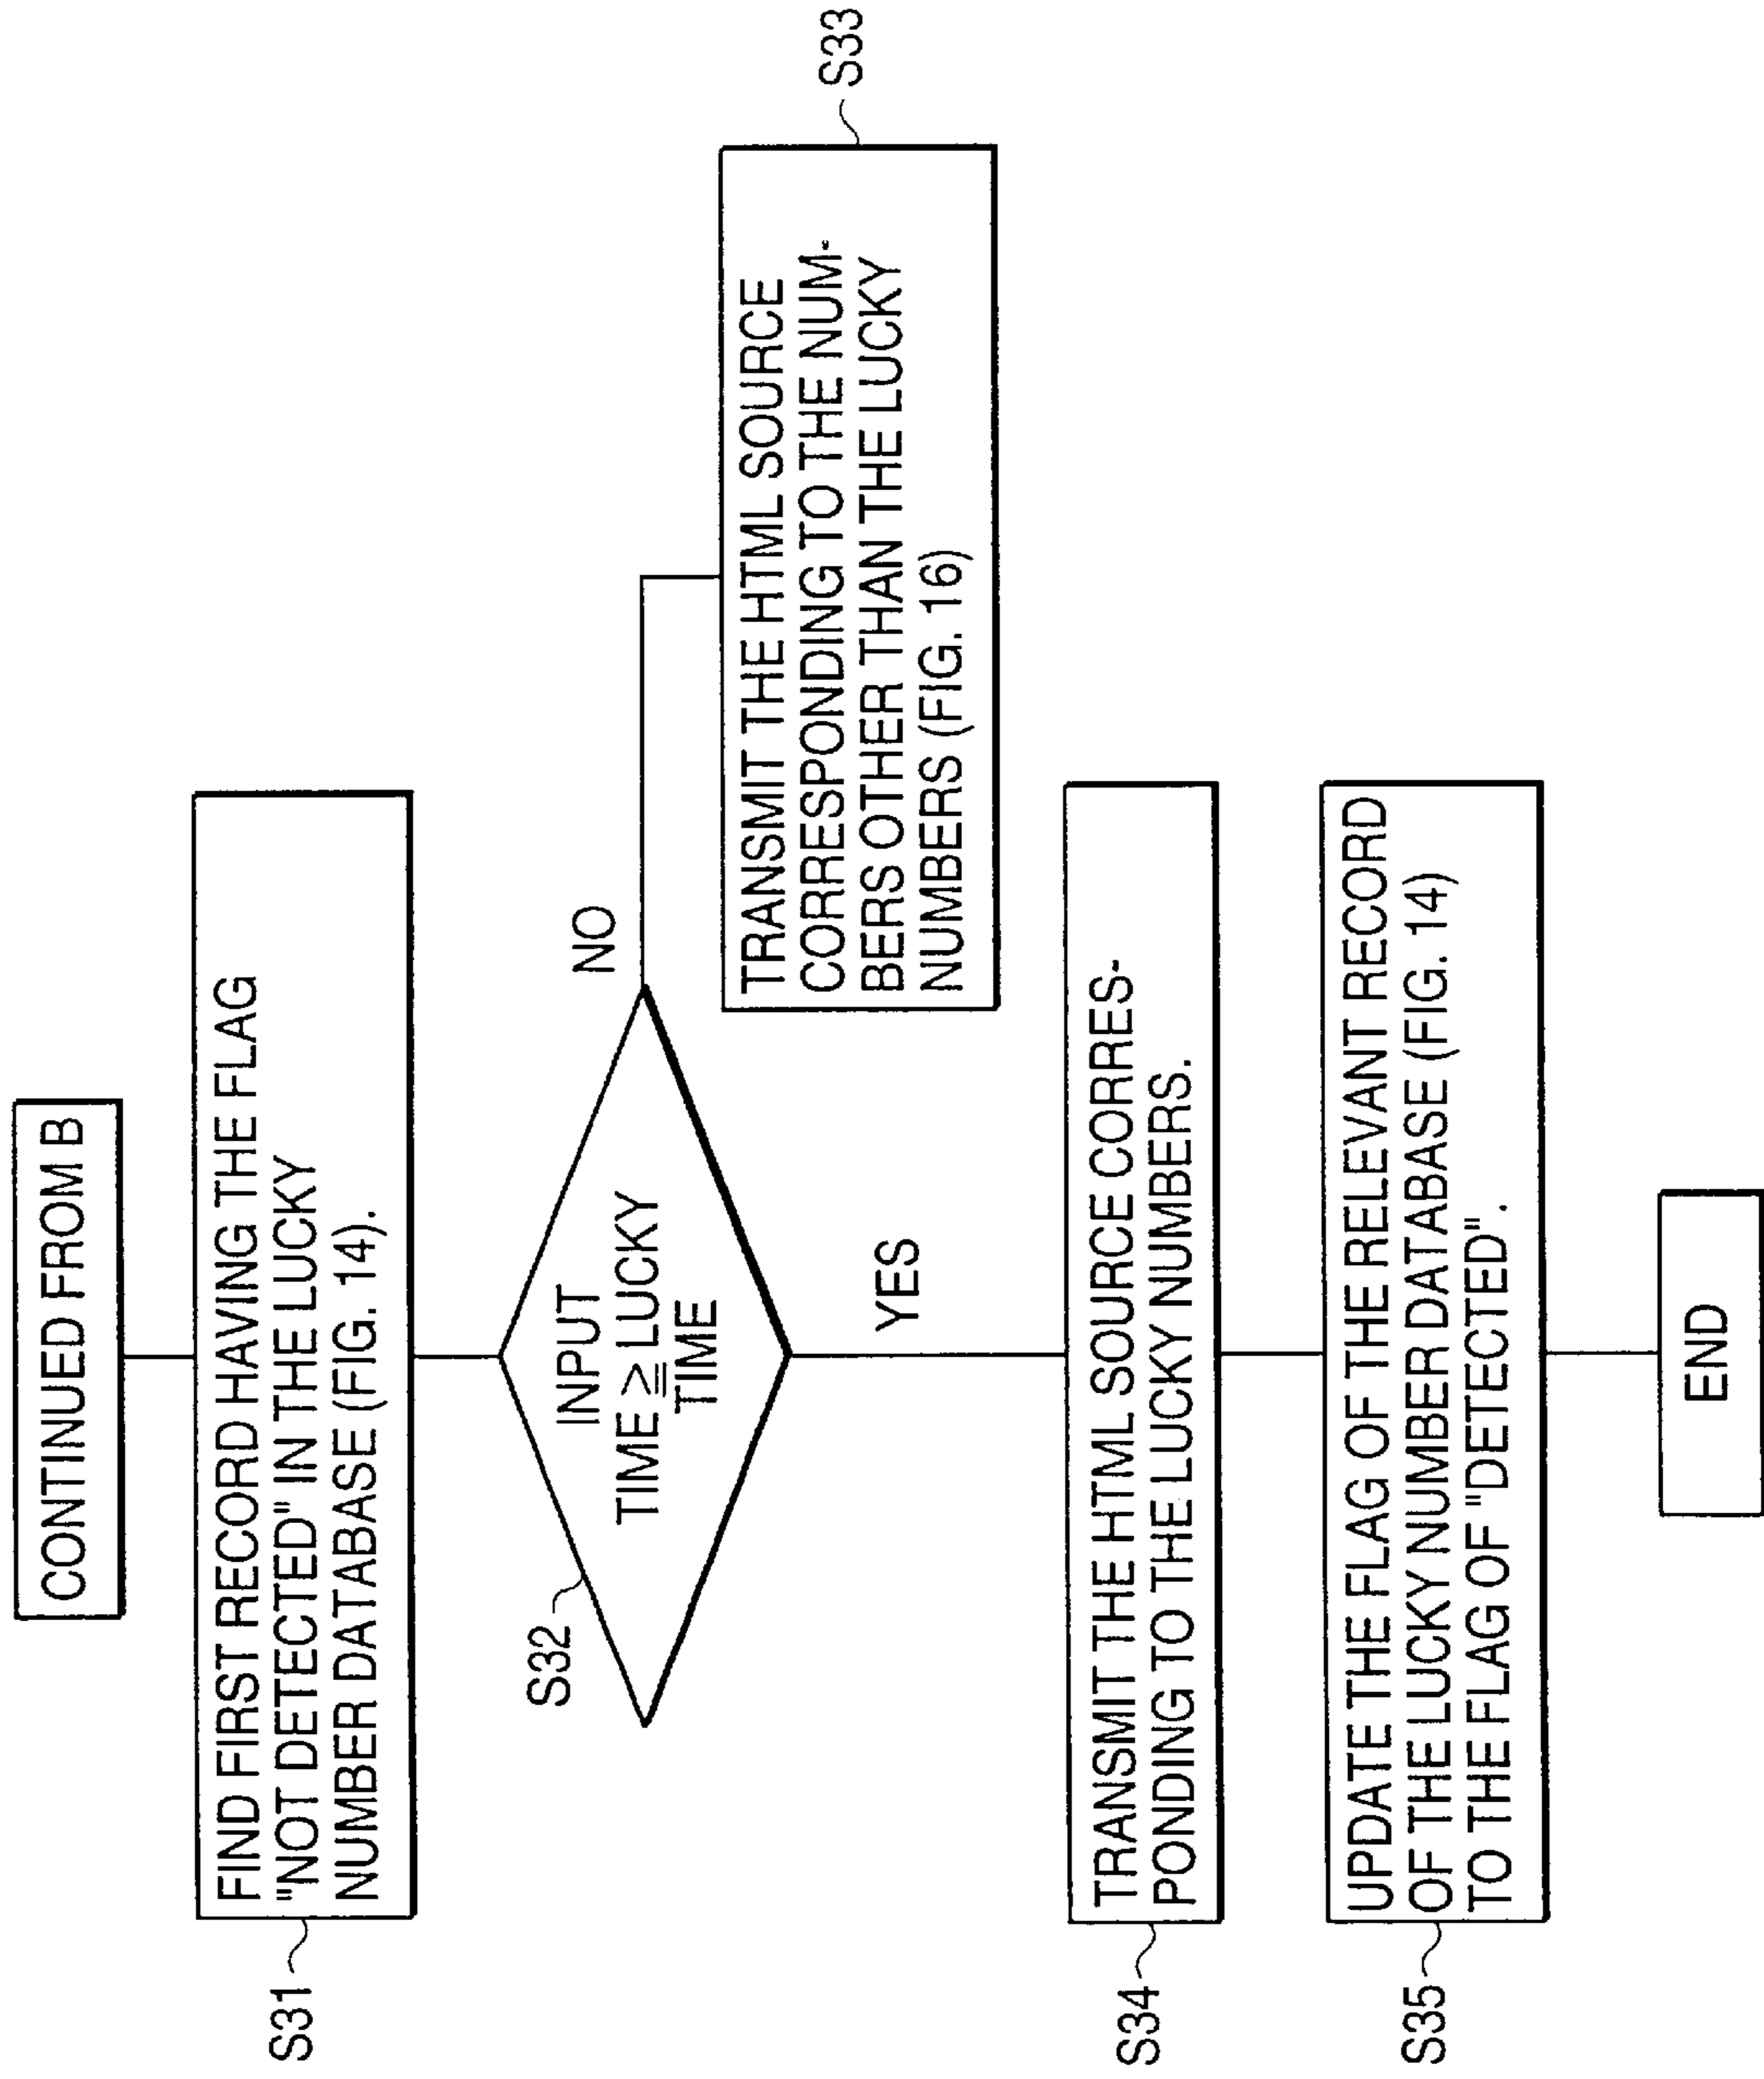 CONTINUED FROM B
S31
FIND FIRST RECORD HAVING THE FLAG
"NOT DETECTED" IN THE LUCKY
NUMBER DATABASE (FIG. 14).
S32
INPUT
TIME ≧ LUCKY
TIME
NO
S33
TRANSMIT THE HTML SOURCE
CORRESPONDING TO THE NUM-
BERS OTHER THAN THE LUCKY
NUMBERS (FIG. 16)
YES
S34
TRANSMIT THE HTML SOURCE CORRES-
PONDING TO THE LUCKY NUMBERS.
S35
UPDATE THE FLAG OF THE RELEVANT RECORD
OF THE LUCKY NUMBER DATABASE (FIG. 14)
TO THE FLAG OF "DETECTED".
END